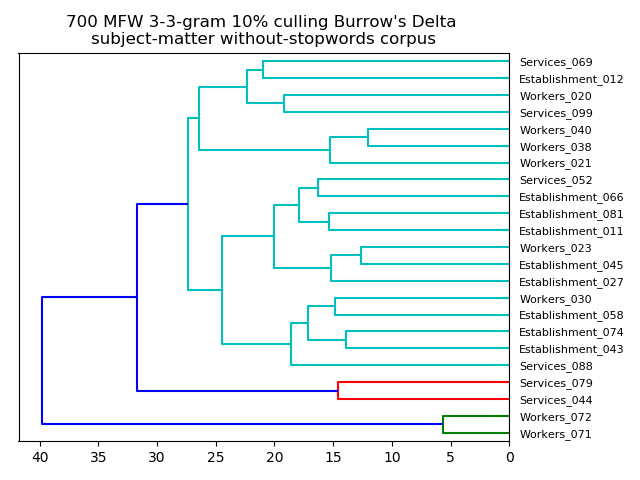 700 MFW 3-3-gram 10% culling Burrow's Delta
subject-matter without-stopwords corpus
Services_069
Establishment_012
Workers_020
Services_099
Workers_040
Workers_038
Workers_021
Services_052
Establishment_066
Establishment_081
Establishment_011
Workers_023
Establishment_045
Establishment_027
Workers_030
Establishment_058
Establishment_074
Establishment_043
Services_088
Services_079
Services_044
Workers_072
Workers_071
40 35 30 25 20 15 10 5 0